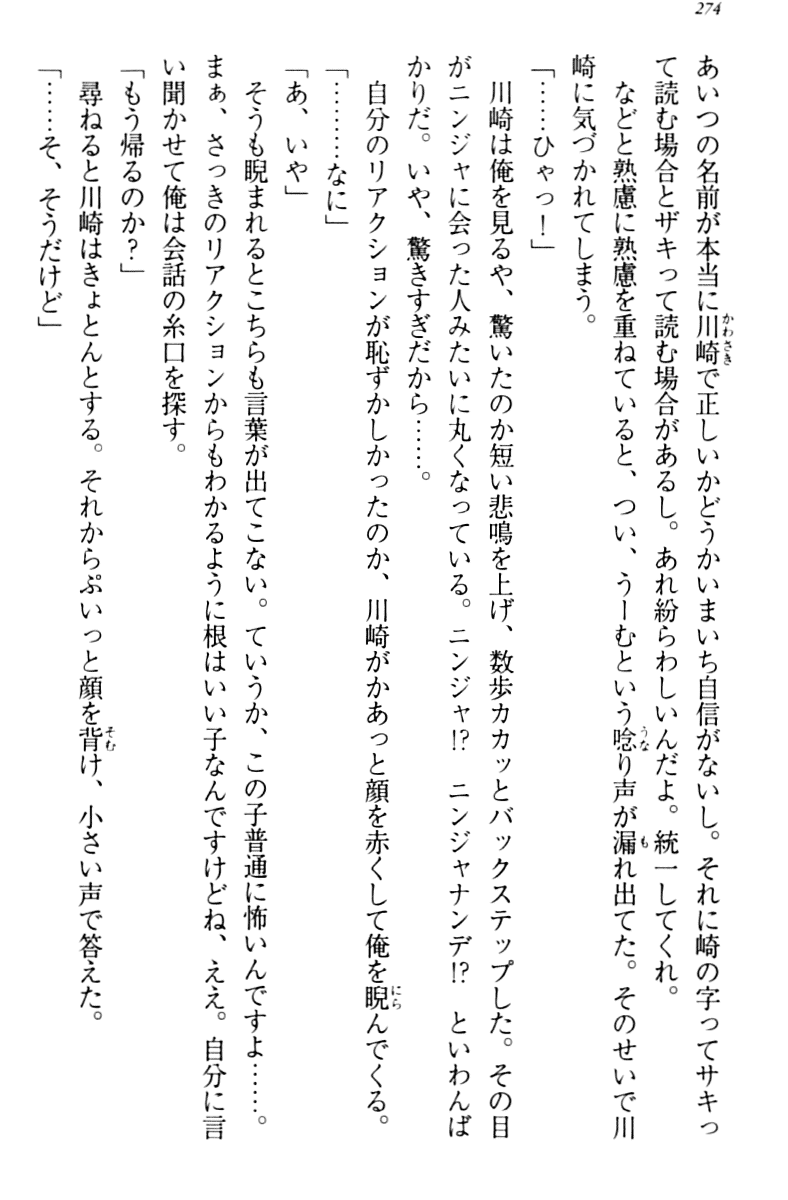 274
あいつの名前が本当に川崎で正しいかどうかいまいち自信がないし。それに崎の字ってサキっ
て読む場合とザキって読む場合があるし。あれ紛らわしいんだよ。統一してくれ。
　などと熟慮に熟慮を重ねていると、つい、うーむという唸り声が漏れ出てた。そのせいで川
崎に気づかれてしまう。
「……ひゃっ！」
　川崎は俺を見るや、驚いたのか短い悲鳴を上げ、数歩カカッとバックステップした。その目
がニンジャに会った人みたいに丸くなっている。ニンジャ!?　ニンジャナンデ!?　といわんば
かりだ。いや、驚きすぎだから……。
　自分のリアクションが恥ずかしかったのか、川崎がかあっと顔を赤くして俺を睨んでくる。
「………なに」
「あ、いや」
　そうも睨まれるとこちらも言葉が出てこない。ていうか、この子普通に怖いんですよ……。
まぁ、さっきのリアクションからもわかるように根はいい子なんですけどね、ええ。自分に言
い聞かせて俺は会話の糸口を探す。
「もう帰るのか？」
　尋ねると川崎はきょとんとする。それからぷいっと顔を背け、小さい声で答えた。
「……そ、そうだけど」